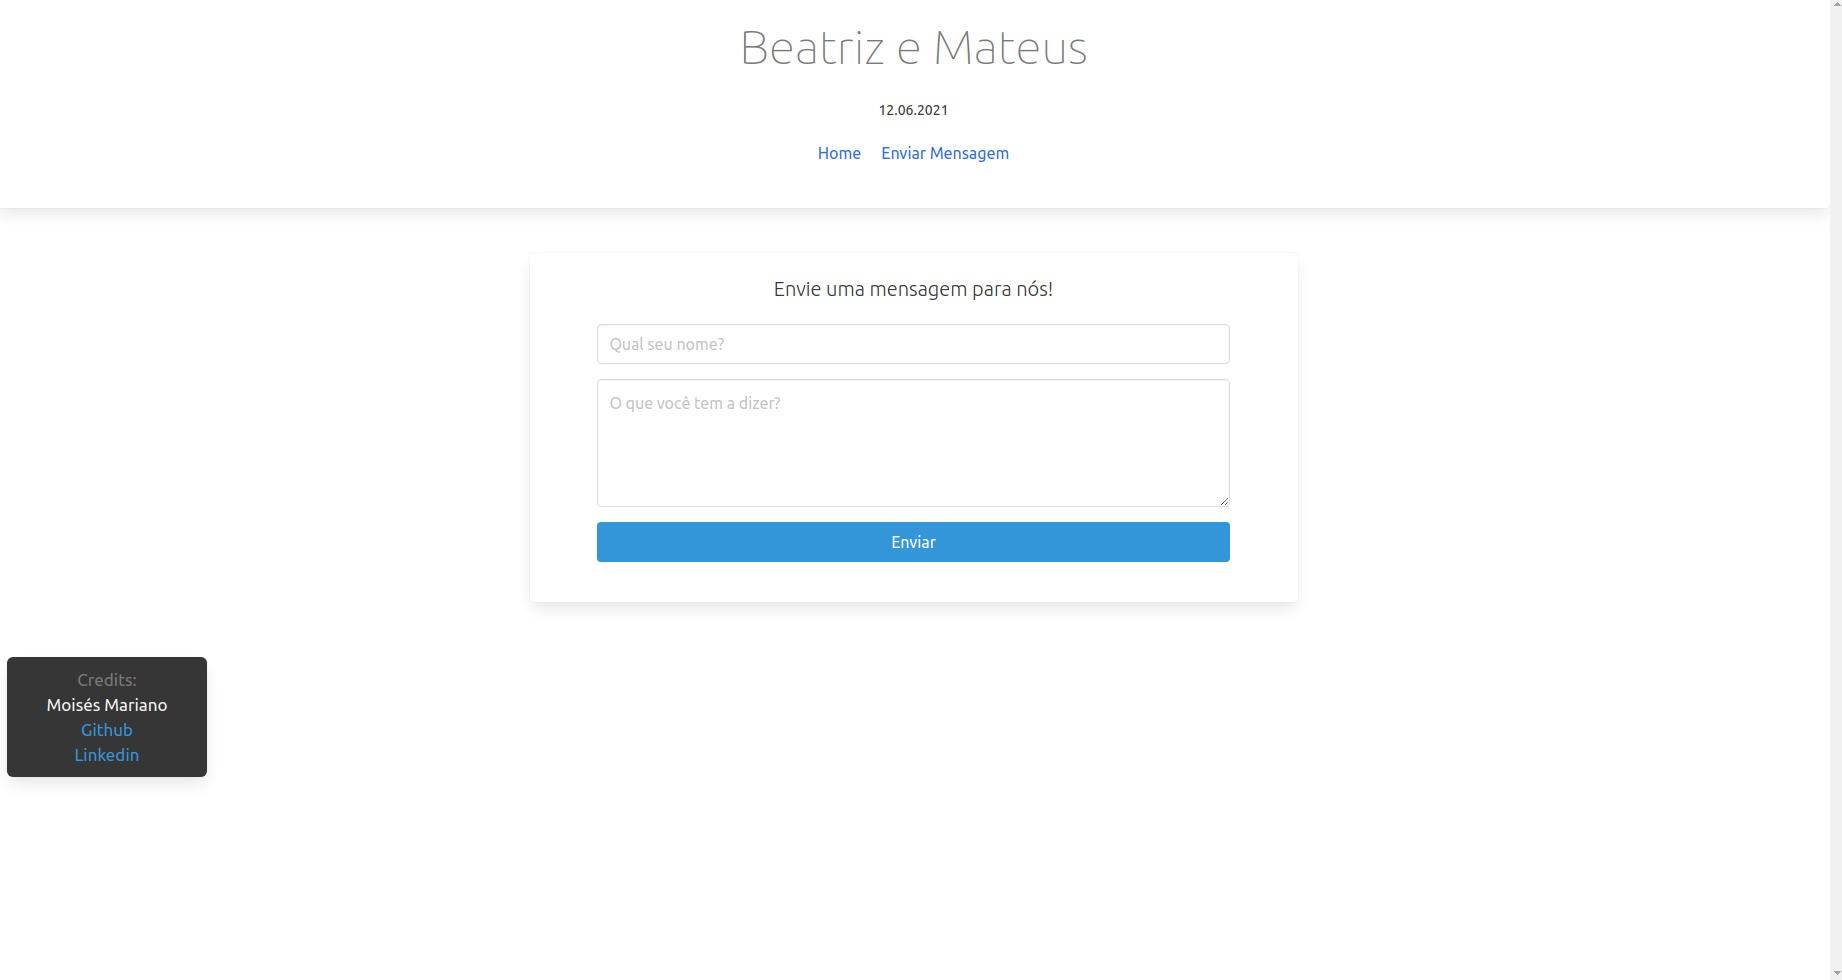 Beatriz e Mateus
12.06.2021
Home Enviar Mensagem
Envie uma mensagem para nós!
Qual seu nome?
O que você tem a dizer?
Enviar
Credits:
Moisés Mariano
Github
Linkedin